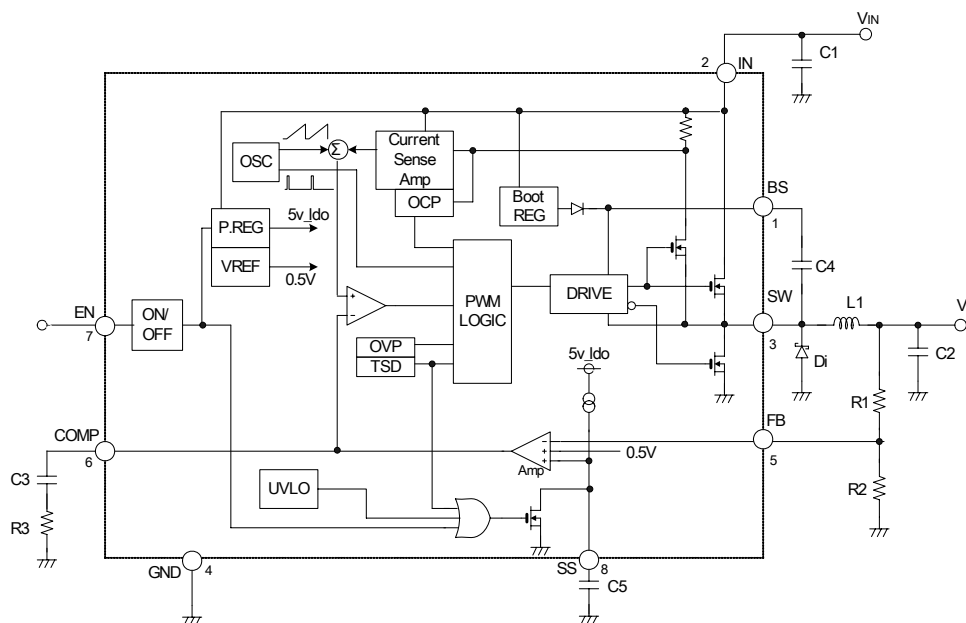 VIN
C1
2
IN
Current
Sense
Amp
OCP
Σ
OSC
Boot
REG
BS
1
P.REG
5v_ldo
VREF
0.5V
C4
DRIVE
SW
3
L1
V
PWM
LOGIC
EN
7
ON/
OFF
+
-
OVP
TSD
5v_ldo
Di
C2
R1
COMP
6
FB
5
-
+
+
Amp
0.5V
C3
R3
UVLO
R2
GND
4
SS
8
C5